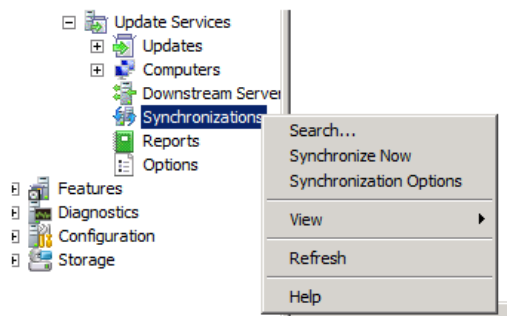 Update Services
Updates
Computers
Downstream Server
Synchronizations
Reports
Options
Features
Diagnostics
Configuration
Storage
Search...
Synchronize Now
Synchronization Options
View
Refresh
Help